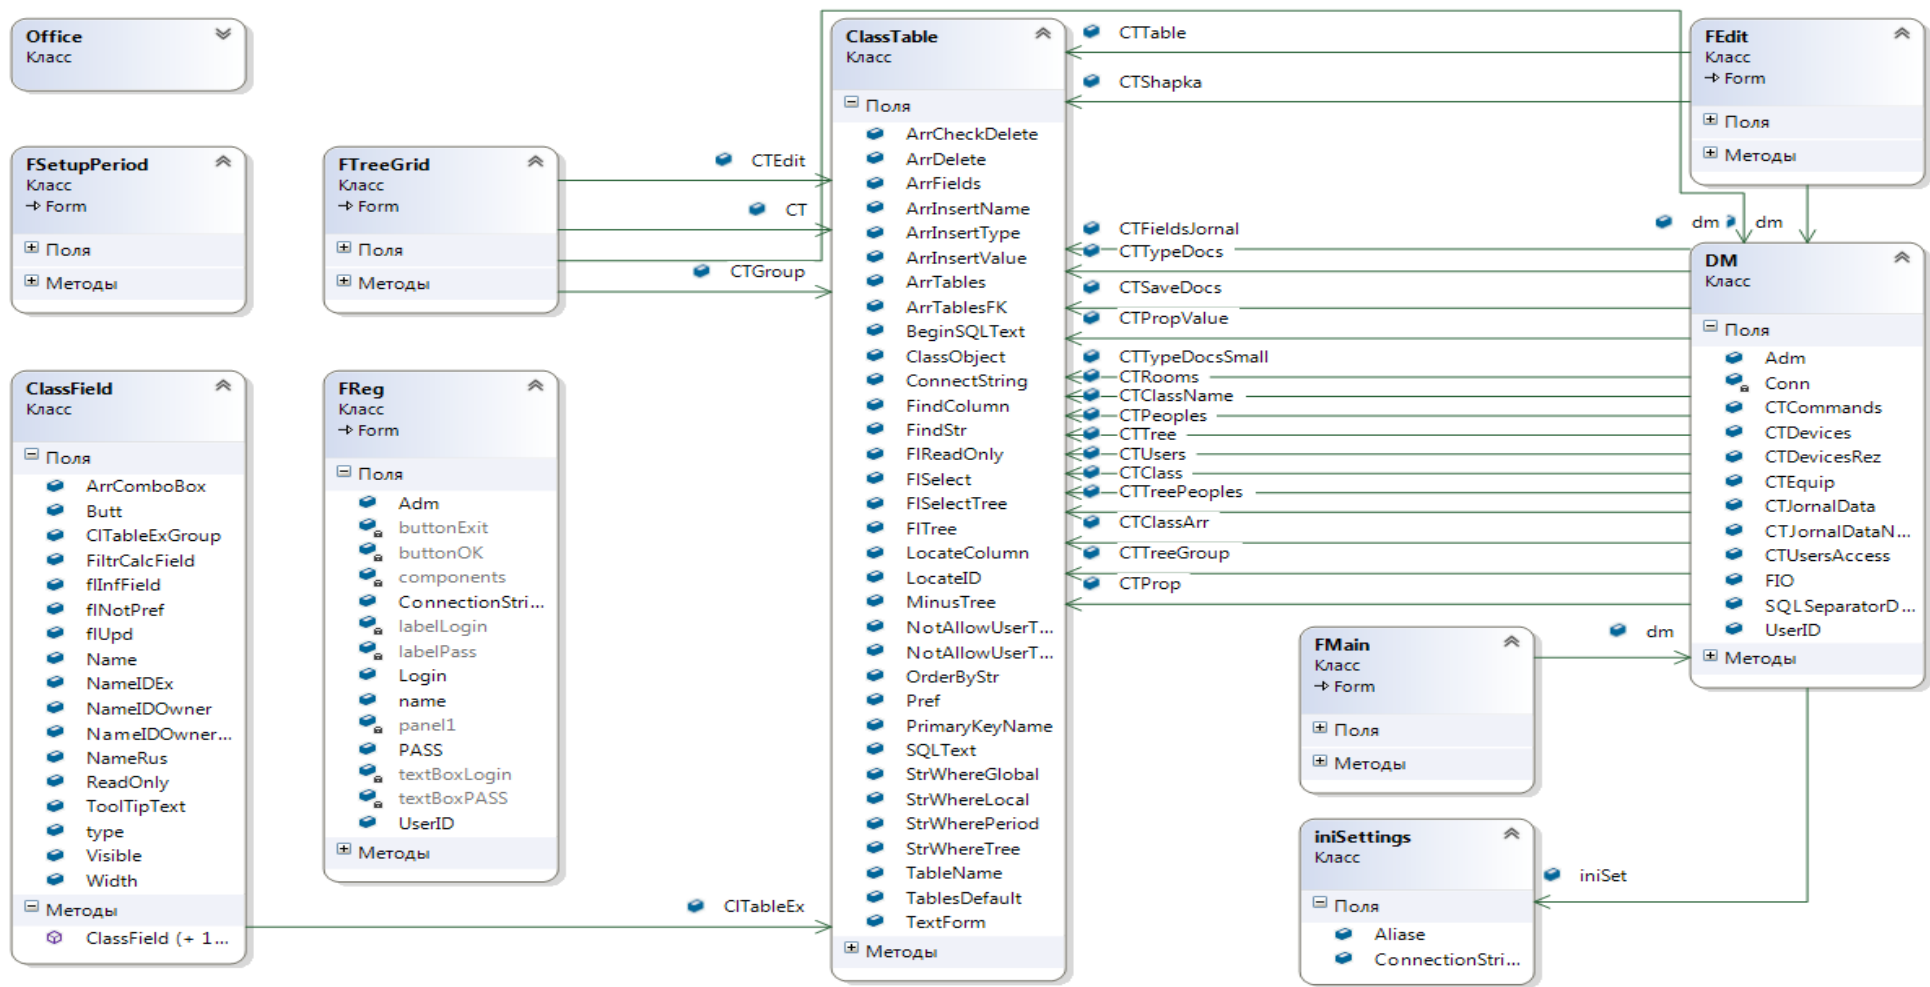 Office
Класс
FSetupPeriod
Класс
Form
Поля
Методы
FTreeGrid
Класс
Form
Поля
Методы
CTEdit
CT
CTGroup
ClassField
Класс
Поля
ArrComboBox
Butt
ClTableExGroup
FiltrCalcField
flInfField
flNotPref
flUpd
Name
NameIDEx
NameIDOwner
NameIDOwner...
NameRus
ReadOnly
ToolTipText
type
Visible
Width
Методы
ClassField (+ 1...
FReg
Класс
Form
Поля
Adm
buttonExit
buttonOK
components
ConnectionStri...
labelLogin
labelPass
Login
name
panel1
PASS
textBoxLogin
textBoxPASS
UserID
Методы
ClTableEx
ClassTable
Класс
Поля
ArrCheckDelete
ArrDelete
ArrFields
ArrInsertName
ArrInsertType
ArrInsertValue
ArrTables
ArrTablesFK
BeginSQLText
ClassObject
ConnectString
FindColumn
FindStr
FlReadOnly
FlSelect
FlSelectTree
FlTree
LocateColumn
LocateID
MinusTree
NotAllowUserT...
NotAllowUserT...
OrderByStr
Pref
PrimaryKeyName
SQLText
StrWhereGlobal
StrWhereLocal
StrWherePeriod
StrWhereTree
TableName
TablesDefault
TextForm
Методы
CTTable
CTShapka
CTFieldsJornal
CTTypeDocs
CTSaveDocs
CTPropValue
CTTypeDocsSmall
CTRooms
CTClassName
CTPeoples
CTTree
CTUsers
CTClass
CTTreePeoples
CTClassArr
CTTreeGroup
CTProp
FEdit
Класс
Form
Поля
Методы
dm
dm
DM
Класс
Поля
Adm
Conn
CTCommands
CTDevices
CTDevicesRez
CTEquip
CTJornalData
CTJornalDataN...
CTUsersAccess
FIO
SQLSeparatorD...
UserID
Методы
FMain
Класс
Form
Поля
Методы
dm
iniSettings
Класс
Поля
Aliase
ConnectionStri...
iniSet